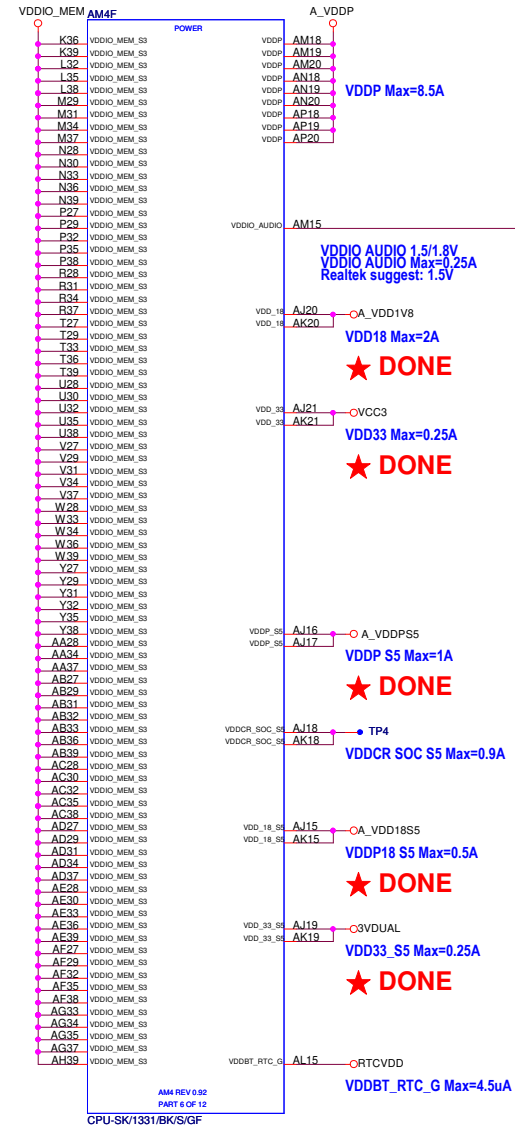 VDDIO_MEM AM4F A_VDDP
POWER
K36 VDDIO_MEM_S3 VDDP AM18
K39 VDDIO_MEM_S3 VDDP AM19
L32 VDDIO_MEM_S3 VDDP AM20
L35 VDDIO_MEM_S3 VDDP AN18
L38 VDDIO_MEM_S3 VDDP AN19 VDDP Max=8.5A
M29 VDDIO_MEM_S3 VDDP AN20
M31 VDDIO_MEM_S3 VDDP AP18
M34 VDDIO_MEM_S3 VDDP AP19
M37 VDDIO_MEM_S3 VDDP AP20
N28 VDDIO_MEM_S3
N30 VDDIO_MEM_S3
N33 VDDIO_MEM_S3
N36 VDDIO_MEM_S3
N39 VDDIO_MEM_S3
P27 VDDIO_MEM_S3
P29 VDDIO_MEM_S3 VDDIO_AUDIO AM15
P32 VDDIO_MEM_S3
P35 VDDIO_MEM_S3 VDDIO AUDIO 1.5/1.8V
P38 VDDIO_MEM_S3 VDDIO AUDIO Max=0.25A
R28 VDDIO_MEM_S3 Realtek suggest: 1.5V
R31 VDDIO_MEM_S3
R34 VDDIO_MEM_S3
R37 VDDIO_MEM_S3 VDD_18 AJ20 A_VDD1V8
T27 VDDIO_MEM_S3 VDD_18 AK20
T29 VDDIO_MEM_S3 VDD18 Max=2A
T33 VDDIO_MEM_S3
T36 VDDIO_MEM_S3 DONE
T39 VDDIO_MEM_S3
U28 VDDIO_MEM_S3
U30 VDDIO_MEM_S3
U32 VDDIO_MEM_S3 VDD_33 AJ21 VCC3
U35 VDDIO_MEM_S3 VDD_33 AK21
U38 VDDIO_MEM_S3 VDD33 Max=0.25A
V27 VDDIO_MEM_S3
V29 VDDIO_MEM_S3
V31 VDDIO_MEM_S3 DONE
V34 VDDIO_MEM_S3
V37 VDDIO_MEM_S3
W28 VDDIO_MEM_S3
W33 VDDIO_MEM_S3
W34 VDDIO_MEM_S3
W36 VDDIO_MEM_S3
W39 VDDIO_MEM_S3
Y27 VDDIO_MEM_S3
Y29 VDDIO_MEM_S3
Y31 VDDIO_MEM_S3
Y32 VDDIO_MEM_S3
Y35 VDDIO_MEM_S3
Y38 VDDIO_MEM_S3 VDDP_S5 AJ16 A_VDDPS5
AA28 VDDIO_MEM_S3 VDDP_S5 AJ17
AA34 VDDIO_MEM_S3 VDDP S5 Max=1A
AA37 VDDIO_MEM_S3
AB27 VDDIO_MEM_S3
AB29 VDDIO_MEM_S3 DONE
AB31 VDDIO_MEM_S3
AB32 VDDIO_MEM_S3
AB33 VDDIO_MEM_S3 VDDCR_SOC_S5 AJ18 TP4
AB36 VDDIO_MEM_S3 VDDCR_SOC_S5 AK18
AB39 VDDIO_MEM_S3 VDDCR SOC S5 Max=0.9A
AC28 VDDIO_MEM_S3
AC30 VDDIO_MEM_S3
AC32 VDDIO_MEM_S3
AC35 VDDIO_MEM_S3
AC38 VDDIO_MEM_S3
AD27 VDDIO_MEM_S3 VDD_18_S5 AJ15 A_VDD18S5
AD29 VDDIO_MEM_S3 VDD_18_S5 AK15
AD31 VDDIO_MEM_S3 VDDP18 S5 Max=0.5A
AD34 VDDIO_MEM_S3
AD37 VDDIO_MEM_S3
AE28 VDDIO_MEM_S3 DONE
AE30 VDDIO_MEM_S3
AF33 VDDIO_MEM_S3
AE36 VDDIO_MEM_S3 VDD_33_S5 AJ19 3VDUAL
AE39 VDDIO_MEM_S3 VDD_33_S5 AK19
AF27 VDDIO_MEM_S3 VDD33_S5 Max=0.25A
AF29 VDDIO_MEM_S3
AF32 VDDIO_MEM_S3
AF35 VDDIO_MEM_S3 DONE
AF38 VDDIO_MEM_S3
AG33 VDDIO_MEM_S3
AG34 VDDIO_MEM_S3
AG35 VDDIO_MEM_S3
AG37 VDDIO_MEM_S3
AH39 VDDIO_MEM_S3 VDDBT_RTC_G AL15 RTCVDD
VDDBT_RTC_G Max=4.5uA
AM4 REV 0.92
PART 6 OF 12
CPU-SK/1331/BK/S/GF